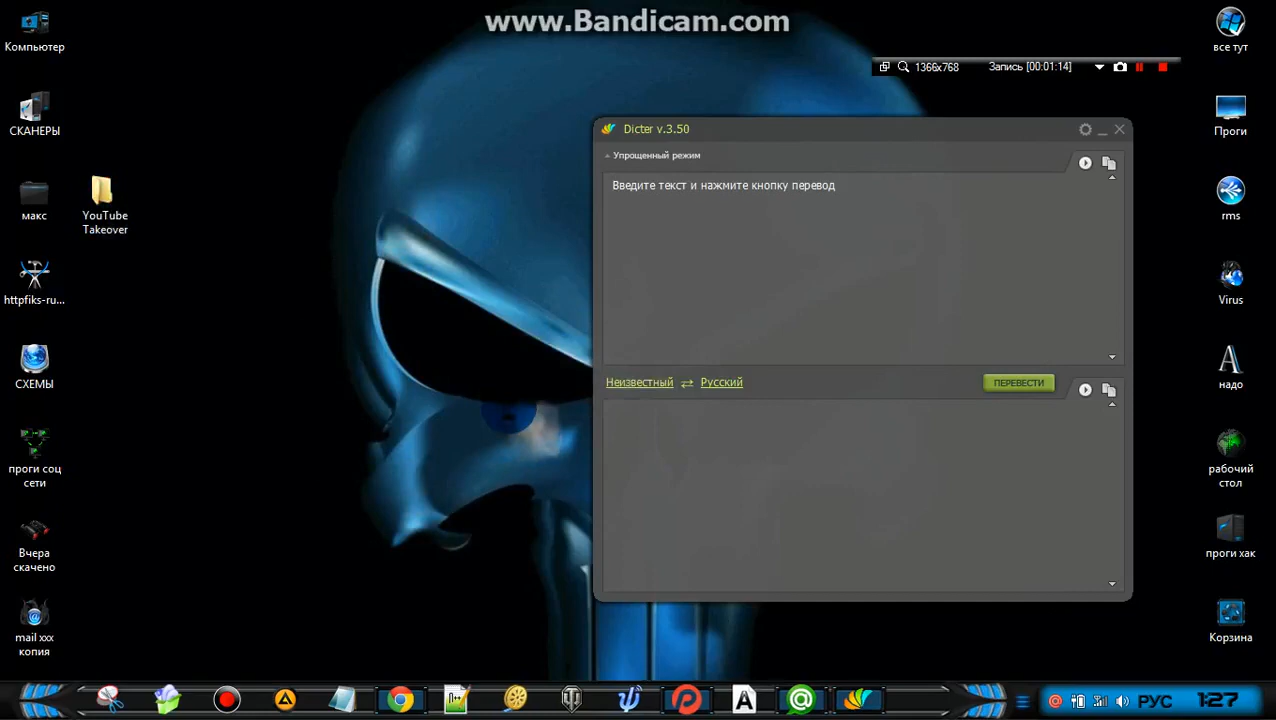 www.Bandicam.com
Компьютер
все тут
1366x768
Запись [00:01:14]
СКАНЕРЫ
Проги
Dicter v.3.50
Упрощенный режим
Введите текст и нажмите кнопку перевод
макс
YouTube
Takeover
rms
httpfiks-ru...
Virus
СХЕМЫ
надо
Неизвестный
Русский
ПЕРЕВЕСТИ
проги соц
сети
рабочий
стол
Вчера
скачено
проги хак
mail xxx
копия
Корзина
РУС
1:27